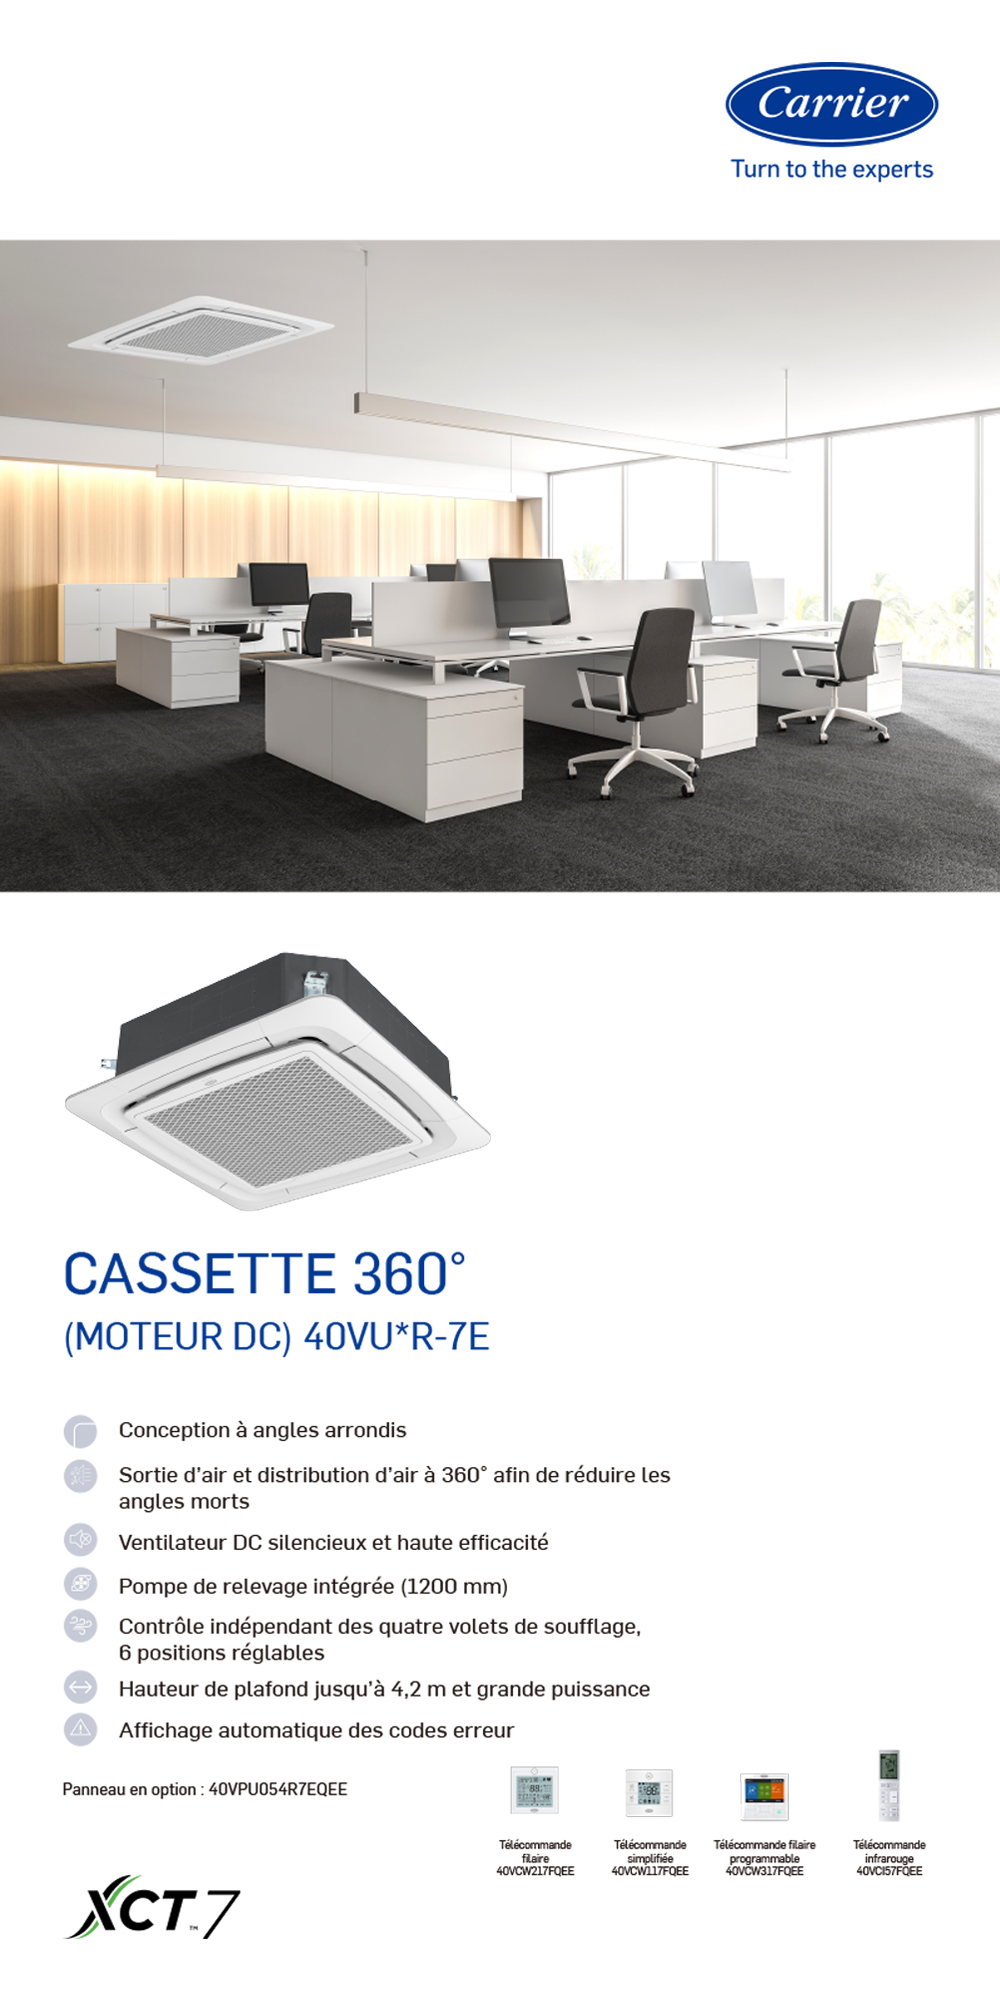 Carrier
Turn to the experts
CASSETTE 360°
(MOTEUR DC) 40VU*R-7E
Conception à angles arrondis
Sortie d'air et distribution d'air à 360° afin de réduire les
angles morts
Ventilateur DC silencieux et haute efficacité
Pompe de relevage intégrée (1200 mm)
Contrôle indépendant des quatre volets de soufflage,
6 positions réglables
Hauteur de plafond jusqu'à 4,2 m et grande puissance
Affichage automatique des codes erreur
Panneau en option : 40VPU054R7EQEE
Télécommande
filaire
40VCW217FQEE
Télécommande
simplifiée
40VCW117FQEE
Télécommande filaire
programmable
40VCW317FQEE
Télécommande
infrarouge
40VCI57FQEE
XCT™7